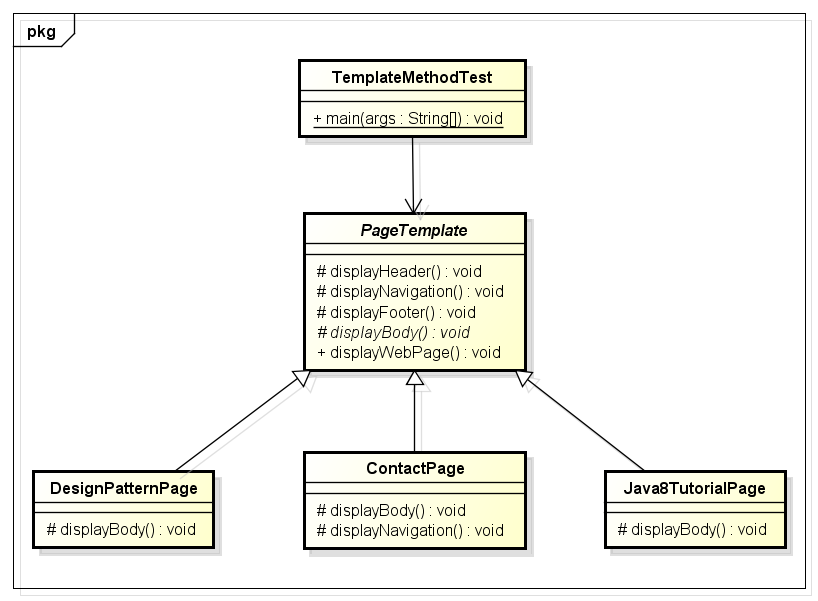 pkg
TemplateMethodTest
+ main(args : String[]) : void
PageTemplate
# displayHeader() : void
# displayNavigation() : void
# displayFooter() : void
# displayBody() : void
+ displayWebPage() : void
DesignPatternPage
# displayBody() : void
ContactPage
# displayBody() : void
# displayNavigation() : void
Java8TutorialPage
# displayBody() : void